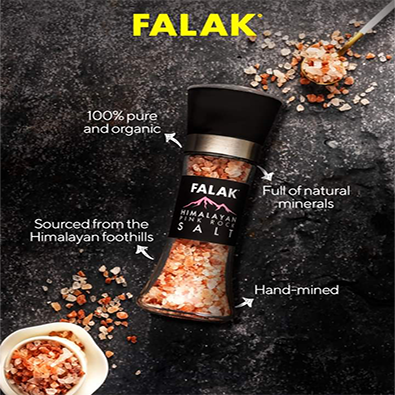 FALAK
100% pure
and organic
FALAK
HIMALAYAN
PINK ROCK
SALT
Full of natural
minerals
Sourced from the
Himalayan foothills
Hand-mined